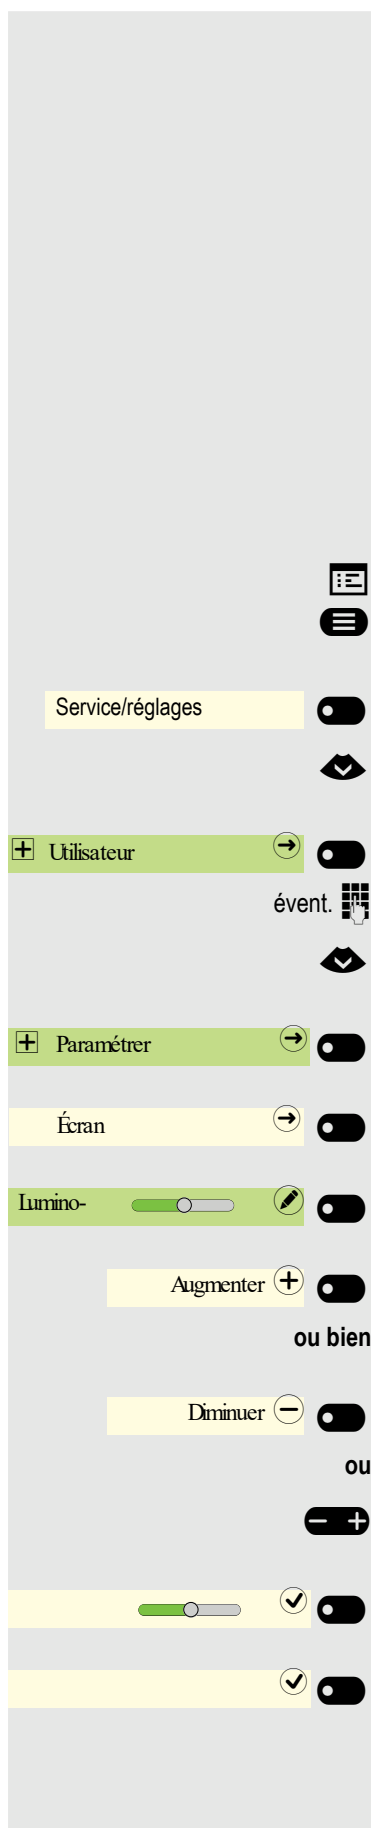 Service/réglages
Utilisateur
évent.
Paramétrer
Écran
Lumino-
Augmenter
ou bien
Diminuer
ou